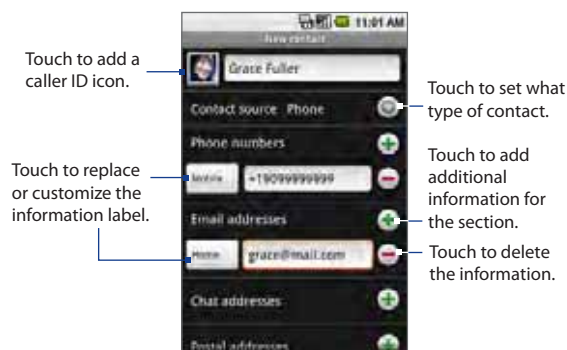 11:01 AM
New contact
Touch to add a
caller ID icon.
Grace Fuller
Contact source Phone
Touch to set what
type of contact.
Phone numbers
Touch to replace
or customize the
information label.
Mobile
+19099999999
Touch to add
additional
information for
the section.
Email addresses
Home
grace@mail.com
Touch to delete
the information.
Chat addresses
Postal addresses